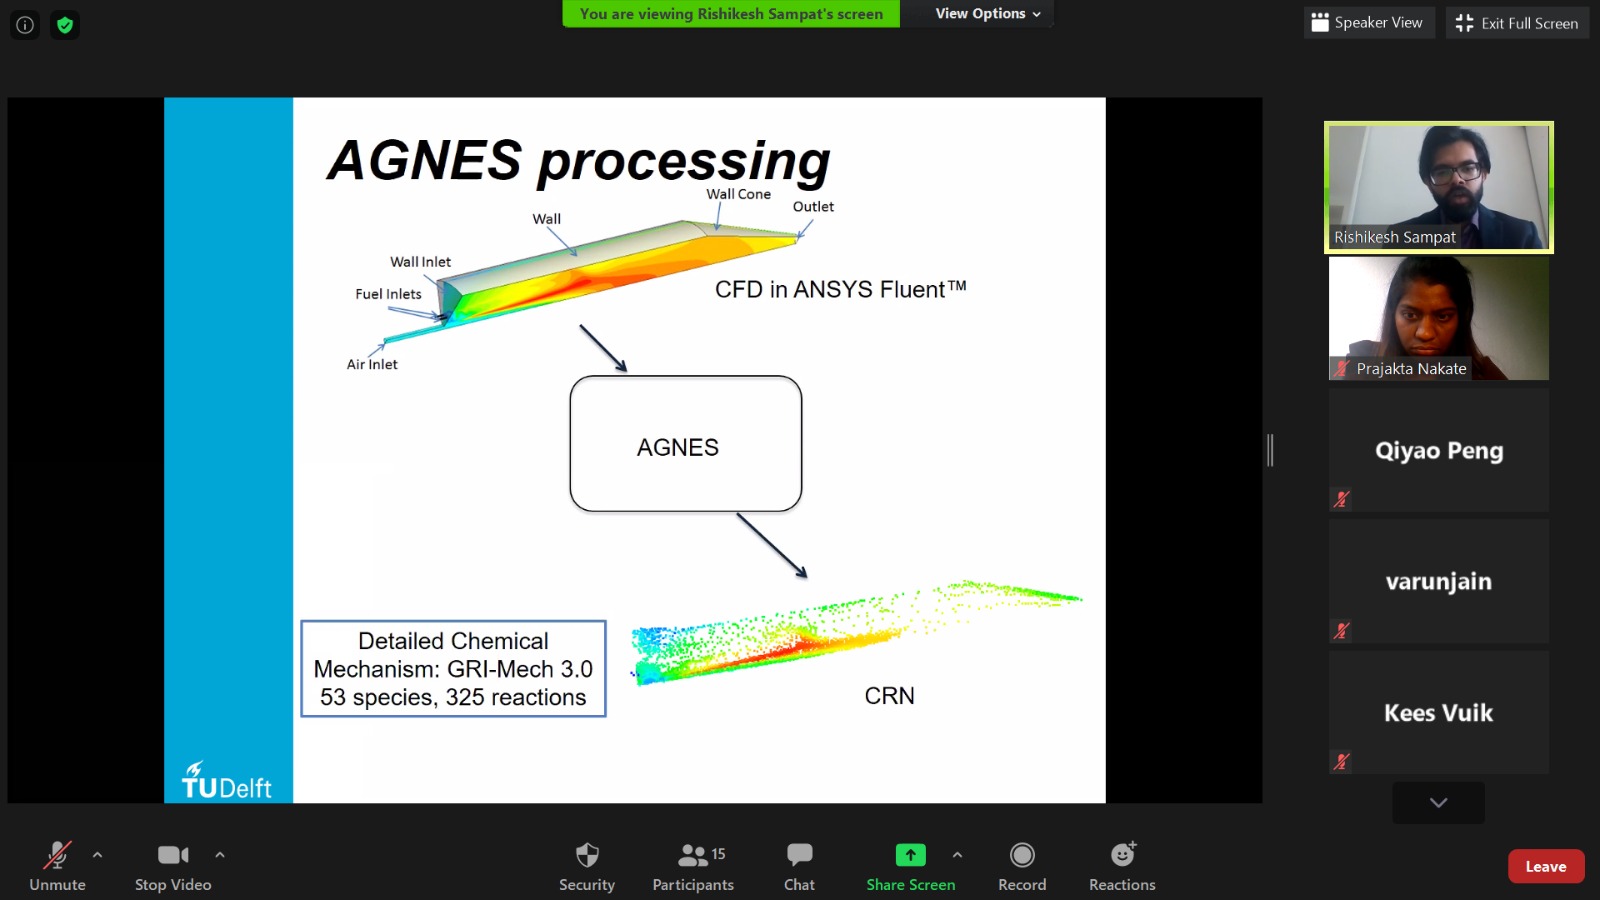 You are viewing Rishikesh Sampat's screen
View Options
Speaker View
Exit Full Screen
AGNES processing
Wall Cone
Outlet
Wall
Wall Inlet
Fuel Inlets
Air Inlet
CFD in ANSYS Fluent™
AGNES
Detailed Chemical
Mechanism: GRI-Mech 3.0
53 species, 325 reactions
CRN
TUDelft
Rishikesh Sampat
Prajakta Nakate
Qiyao Peng
varunjain
Kees Vuik
Unmute
Stop Video
Security
15
Participants
Chat
Share Screen
Record
Reactions
Leave